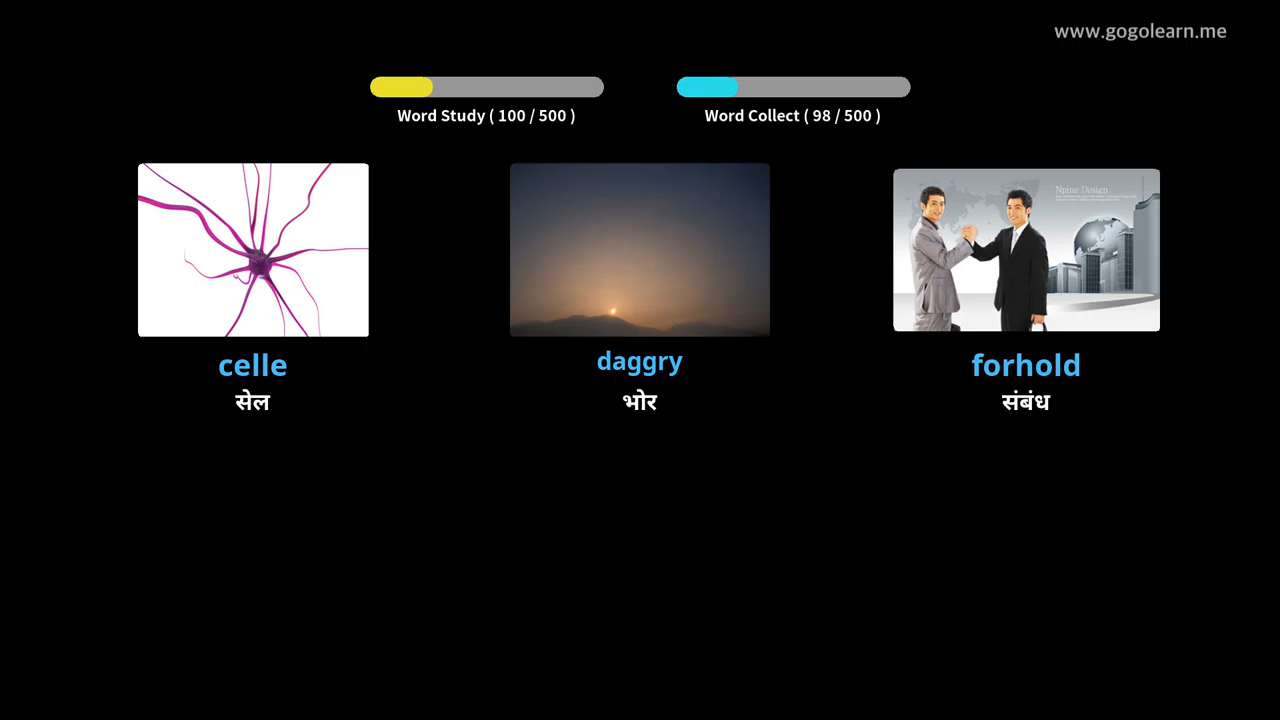 www.gogolearn.me
Word Study ( 100 / 500 )
Word Collect ( 98 / 500 )
Npine Design
celle
daggry
forhold
सेल
भोर
संबंध